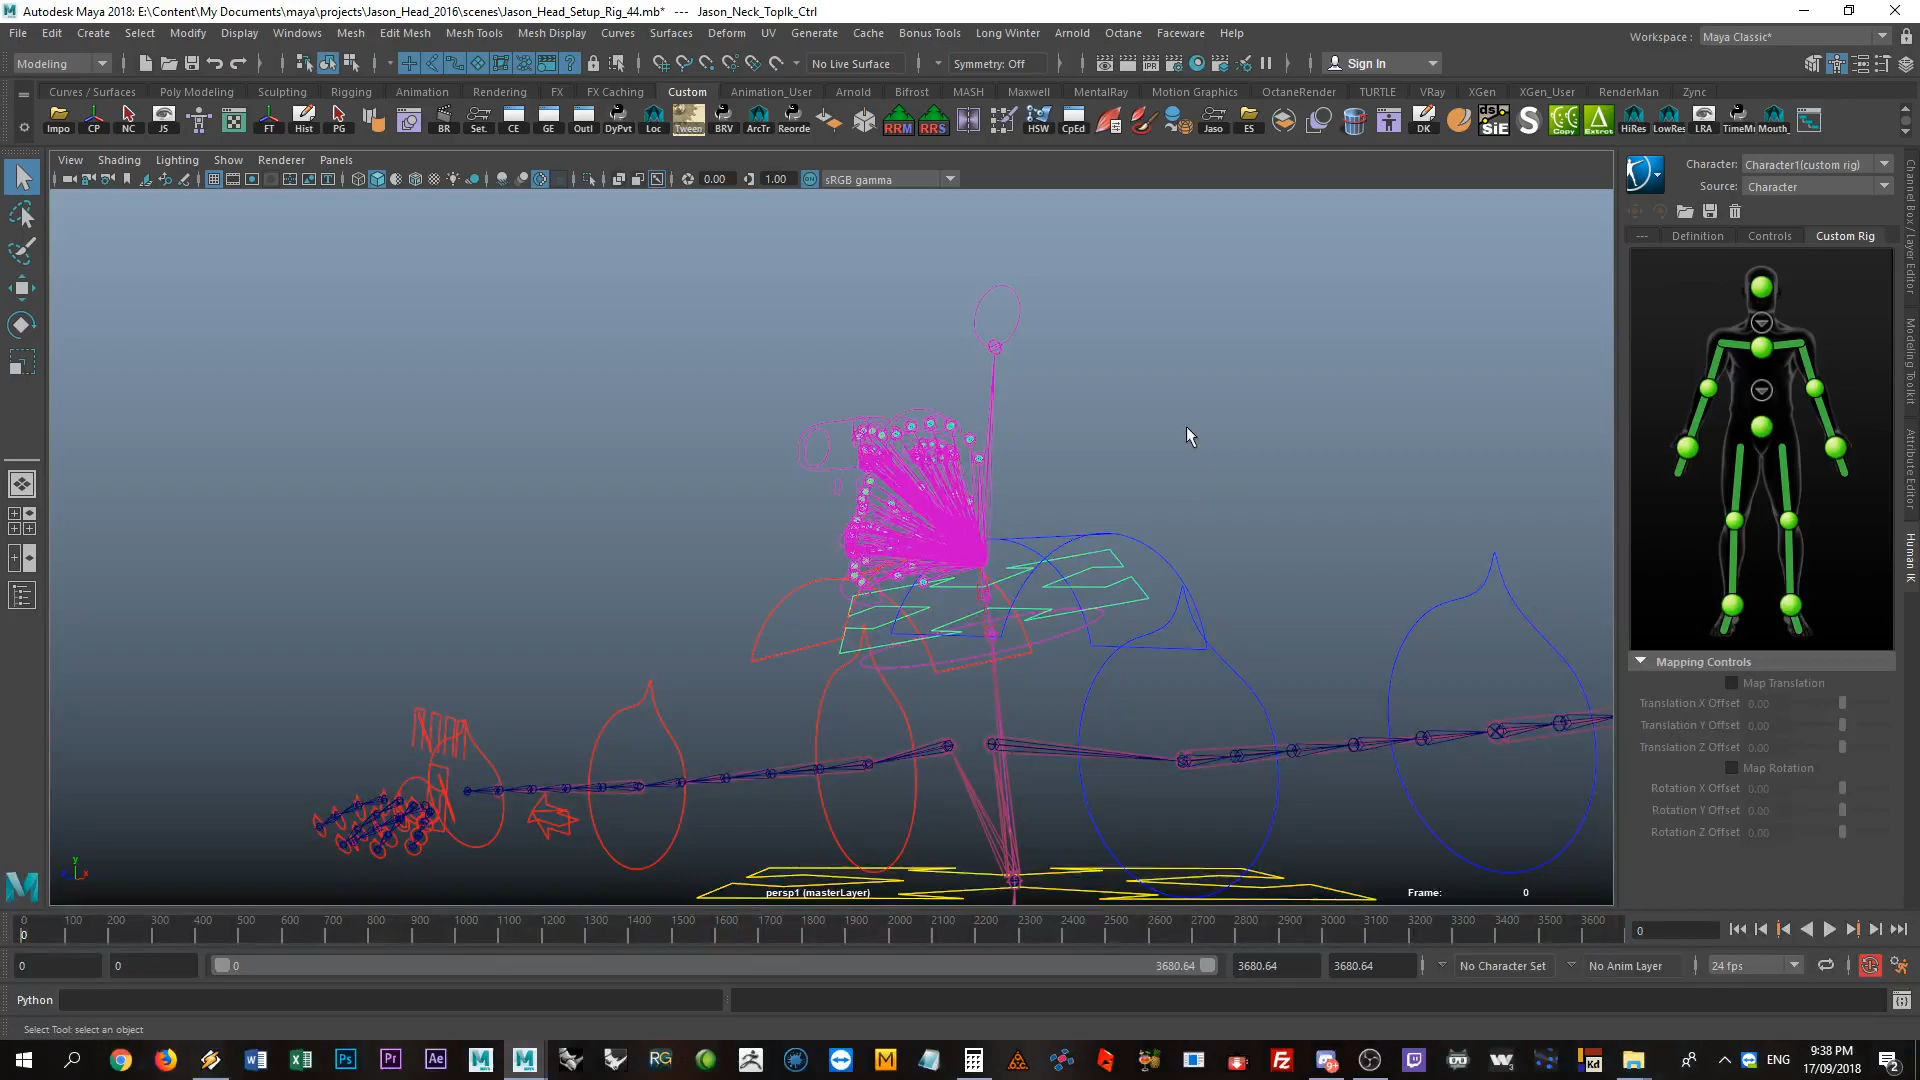 Autodesk Maya 2018: E:\Content\My Documents\maya\projects\Jason_Head_2016\scenes\Jason_Head_Setup_Rig_44.mb* --- Jason_Neck_TopIk_Ctrl
File Edit Create Select Modify Display Windows Mesh Edit Mesh Mesh Tools Mesh Display Curves Surfaces Deform UV Generate Cache Bonus Tools Long Winter Arnold Octane Faceware Help
Workspace : Maya Classic*
Modeling No Live Surface Symmetry: Off Sign In
Curves / Surfaces Poly Modeling Sculpting Rigging Animation Rendering FX FX Caching Custom Animation_User Arnold Bifrost MASH Maxwell MentalRay Motion Graphics OctaneRender TURTLE VRay XGen XGen_User RenderMan Zync
Impo CP NC JS FT Hist PG BR Set. CE GE Outl DyPvt Loc Tween BRV ArcTr Reorde RRM RRS HSW CpEd Jaso ES DK SiE Copy Extrot HiRes LowRes LRA TimeM Mouth_
View Shading Lighting Show Renderer Panels
0.00 1.00 sRGB gamma
Character: Character1(custom rig)
Source: Character
--- Definition Controls Custom Rig
Mapping Controls
Map Translation
Translation X Offset 0.00
Translation Y Offset 0.00
Translation Z Offset 0.00
Map Rotation
Rotation X Offset 0.00
Rotation Y Offset 0.00
Rotation Z Offset 0.00
Channel Box / Layer Editor
Modeling Toolkit
Attribute Editor
Human IK
y
x
persp1 (masterLayer)
Frame: 0
0 100 200 300 400 500 600 700 800 900 1000 1100 1200 1300 1400 1500 1600 1700 1800 1900 2000 2100 2200 2300 2400 2500 2600 2700 2800 2900 3000 3100 3200 3300 3400 3500 3600
0
0
0 0 0 3680.64 3680.64 3680.64 No Character Set No Anim Layer 24 fps
Python
Select Tool: select an object
Ps Pr Ae RG M Fz Kd
ENG
9:38 PM
17/09/2018
2